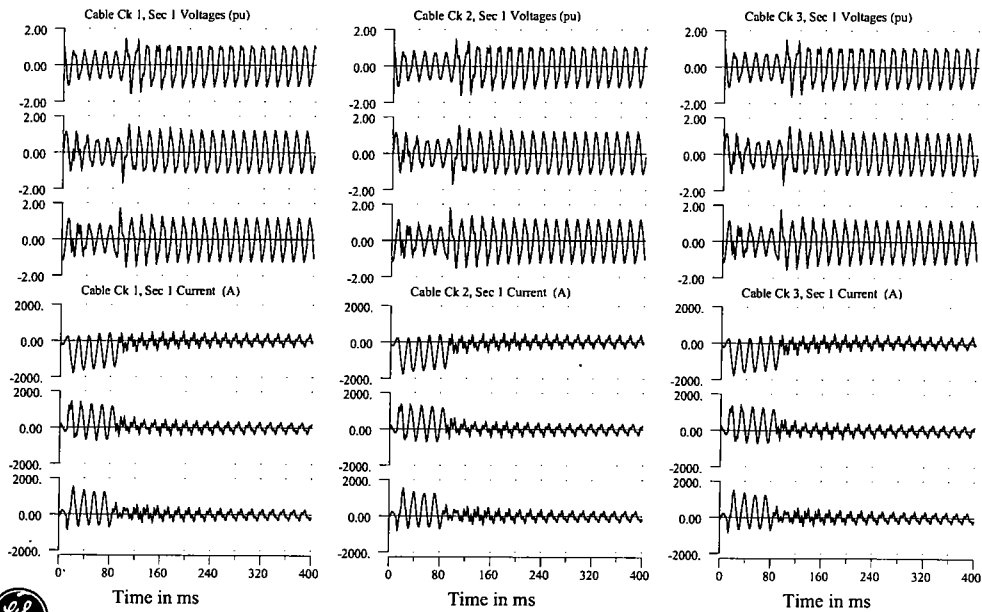 Cable Ck 1, Sec 1 Voltages (pu)
Cable Ck 2, Sec 1 Voltages (pu)
Cable Ck 3, Sec 1 Voltages (pu)
2.00 2.00 2.00
0.00 0.00 0.00
-2.00 -2.00 -2.00
2.00 2.00 2.00
0.00 0.00 0.00
-2.00 -2.00 -2.00
2.00 2.00 2.00
0.00 0.00 0.00
-2.00 -2.00 -2.00
Cable Ck 1, Sec 1 Current (A)
Cable Ck 2, Sec 1 Current (A)
Cable Ck 3, Sec 1 Current (A)
2000. 2000. 2000.
0.00 0.00 0.00
-2000. -2000. -2000.
2000. 2000. 2000.
0.00 0.00 0.00
-2000. -2000. -2000.
2000. 2000. 2000.
0.00 0.00 0.00
-2000. -2000. -2000.
0 80 160 240 320 400
0 80 160 240 320 400
0 80 160 240 320 400
Time in ms
Time in ms
Time in ms